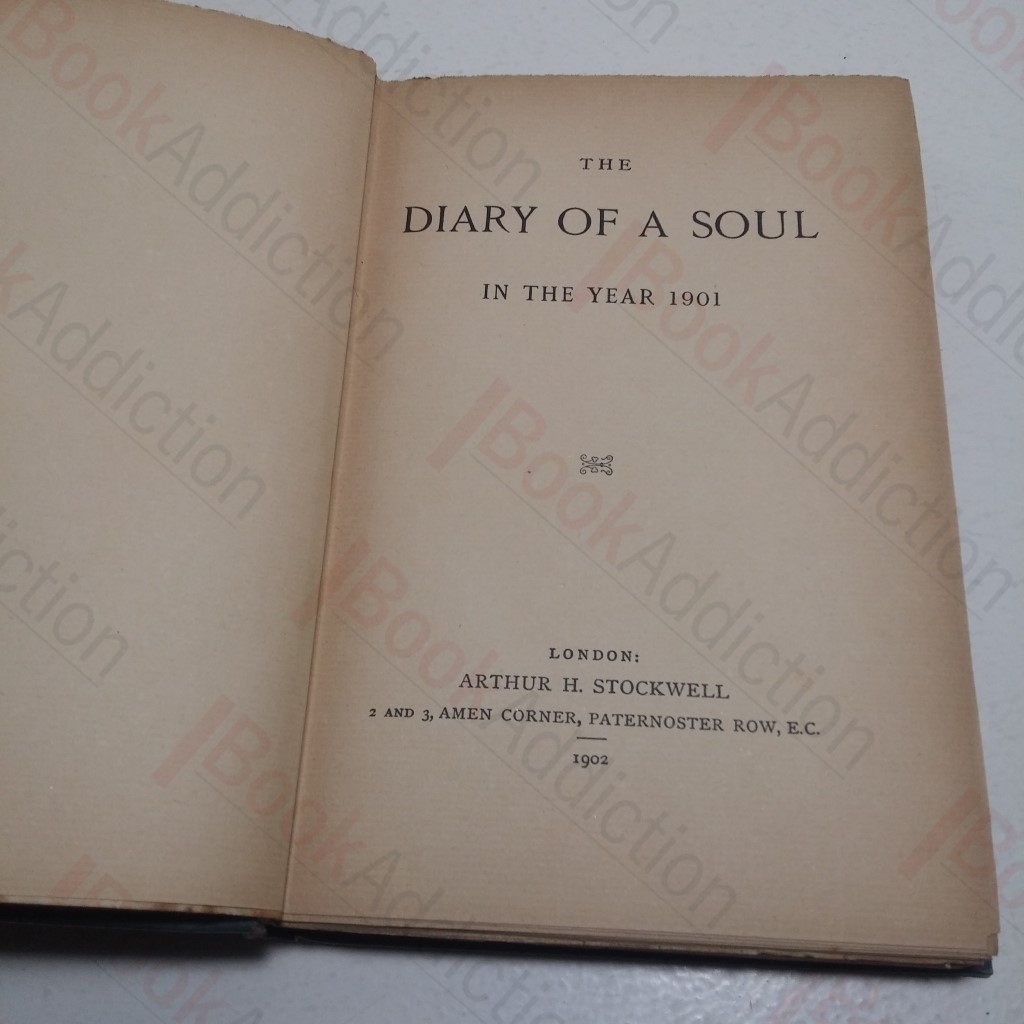 THE
DIARY OF A SOUL
IN THE YEAR 1901
LONDON:
ARTHUR H. STOCKWELL
2 AND 3, AMEN CORNER, PATERNOSTER ROW, E.C.
1902
BookAddiction